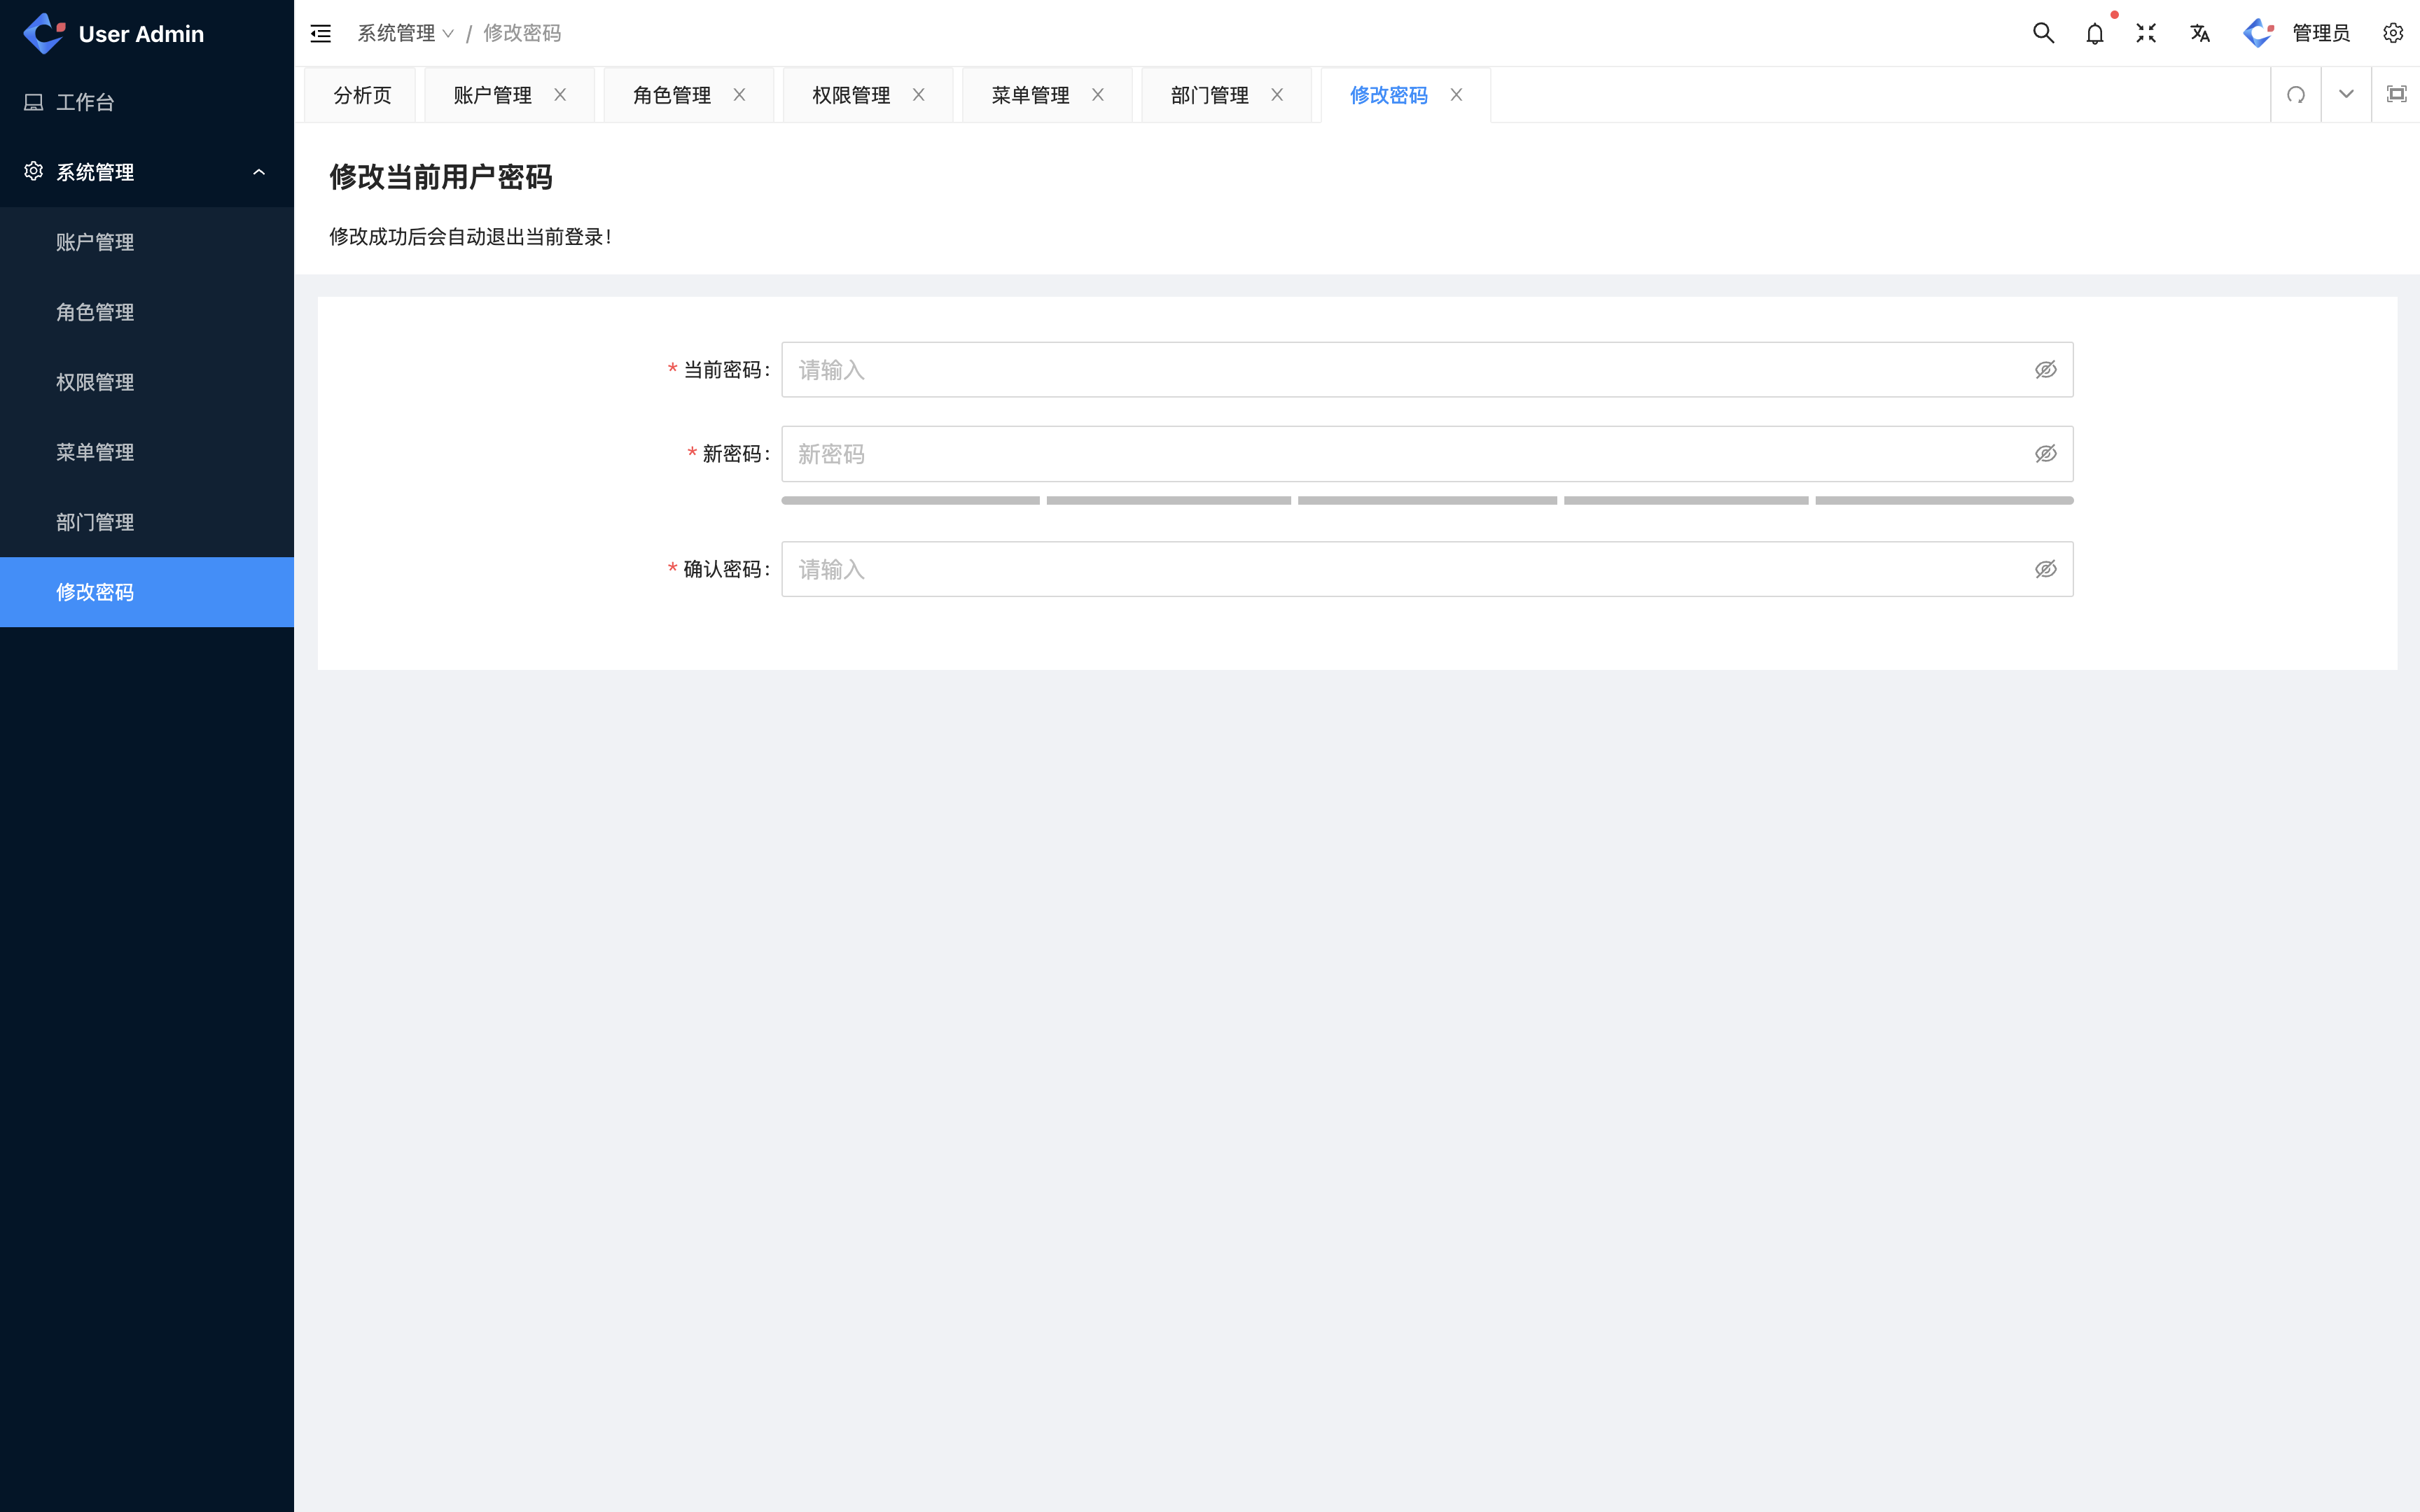 User Admin
工作台
系统管理
账户管理
角色管理
权限管理
菜单管理
部门管理
修改密码
系统管理 / 修改密码
管理员
分析页 账户管理 角色管理 权限管理 菜单管理 部门管理 修改密码
修改当前用户密码
修改成功后会自动退出当前登录!
* 当前密码: 请输入
* 新密码: 新密码
* 确认密码: 请输入